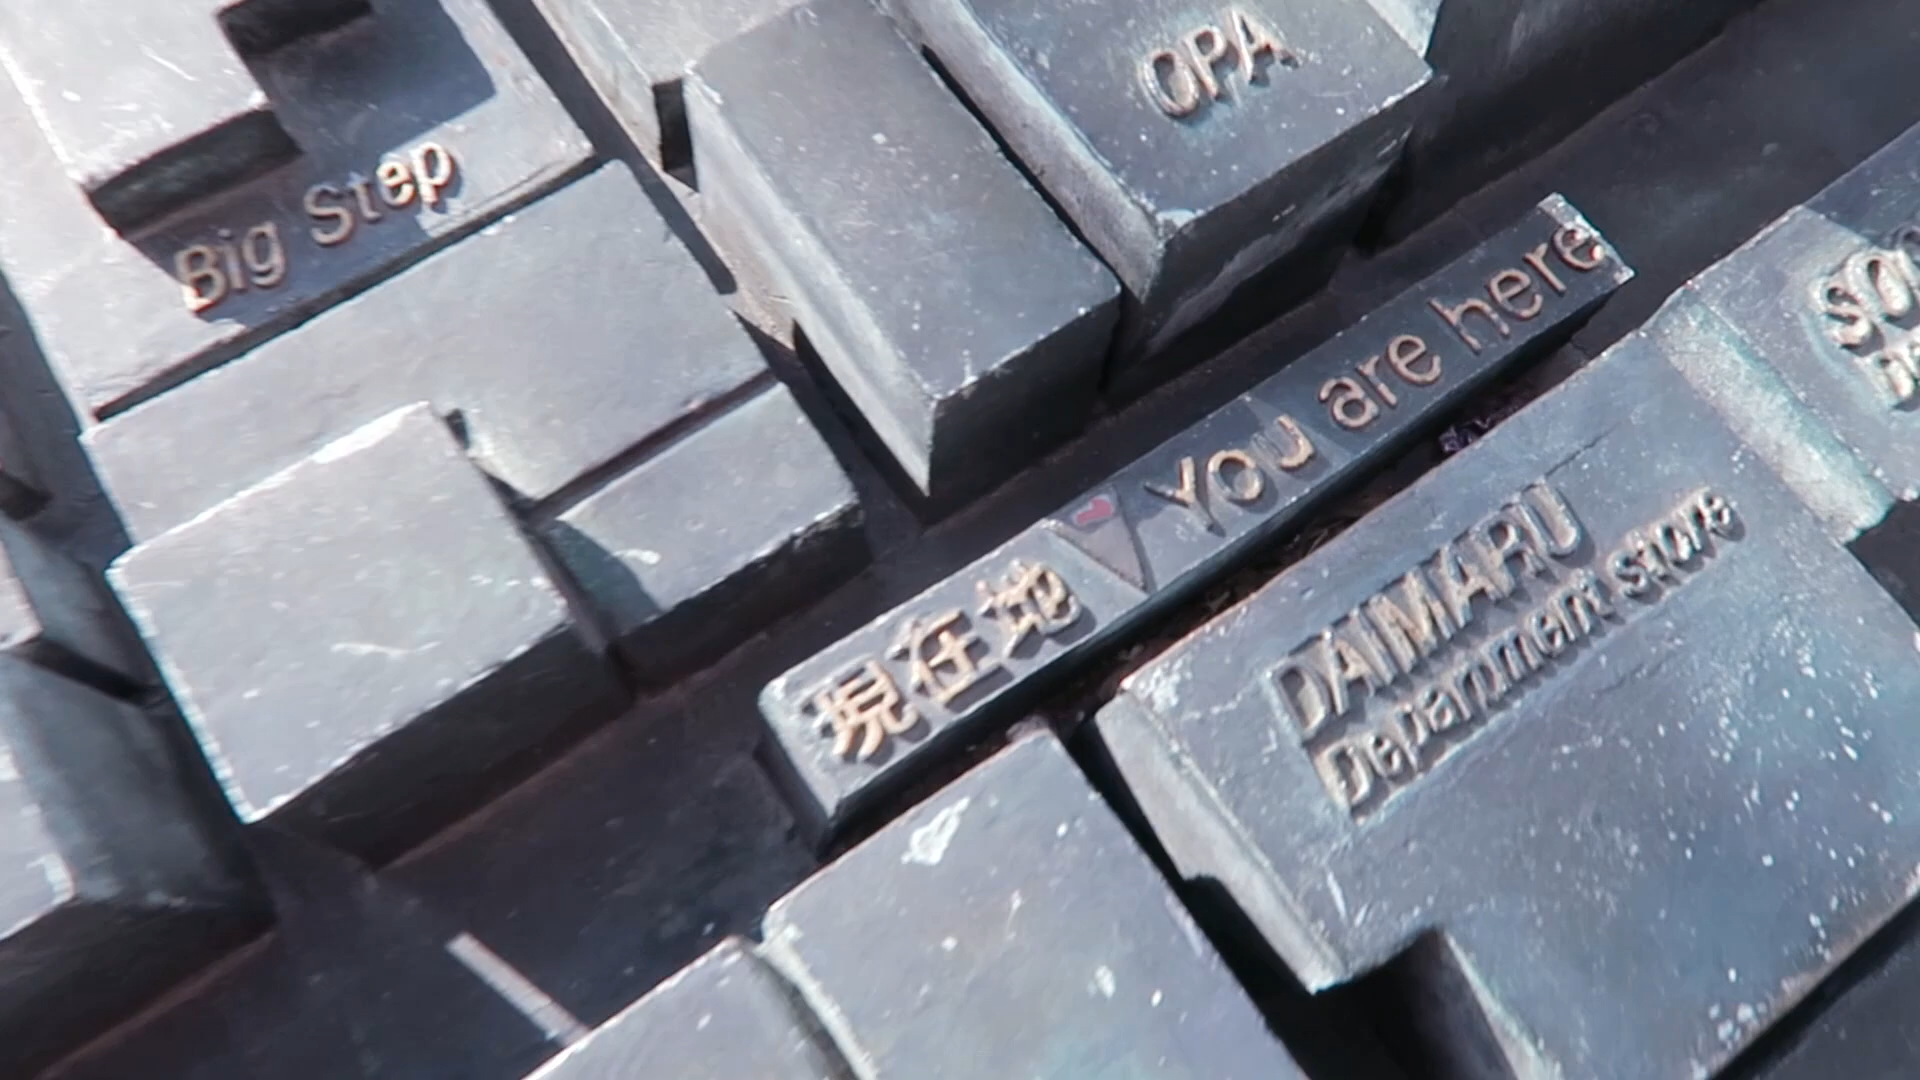 OPA
Big Step
現在地 You are here
DAIMARU
Department store